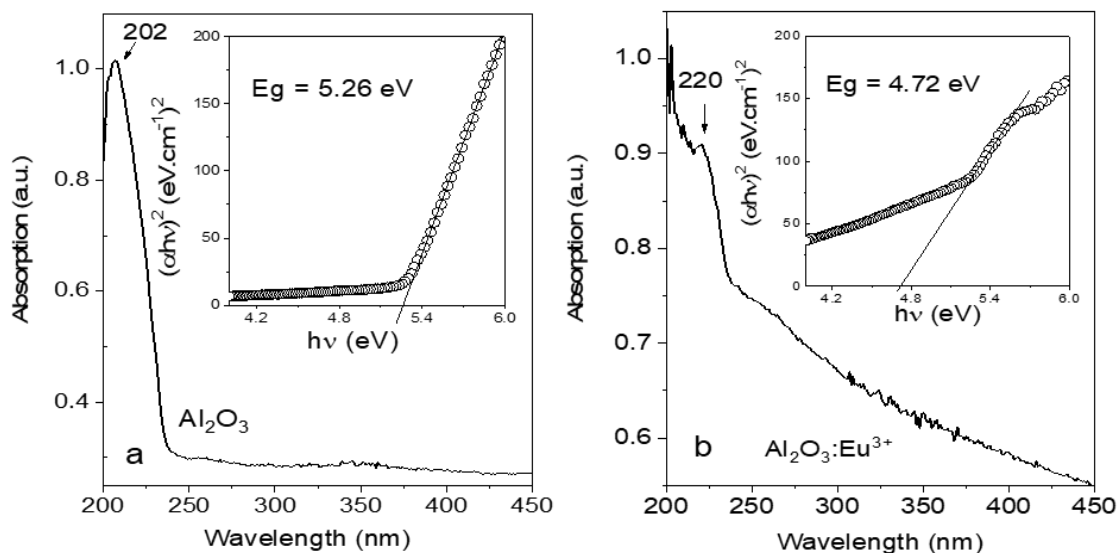 202
Absorption (a.u.)
1.0
0.8
0.6
0.4
200 250 300 350 400 450
Wavelength (nm)
a
Al₂O₃
(αhν)² (eV.cm⁻¹)²
200
150
100
50
0
4.2 4.8 5.4 6.0
hν (eV)
Eg = 5.26 eV
220
Absorption (a.u.)
1.0
0.9
0.8
0.7
0.6
200 250 300 350 400 450
Wavelength (nm)
b
Al₂O₃:Eu³⁺
(αhν)² (eV.cm⁻¹)²
200
150
100
50
0
4.2 4.8 5.4 6.0
hν (eV)
Eg = 4.72 eV